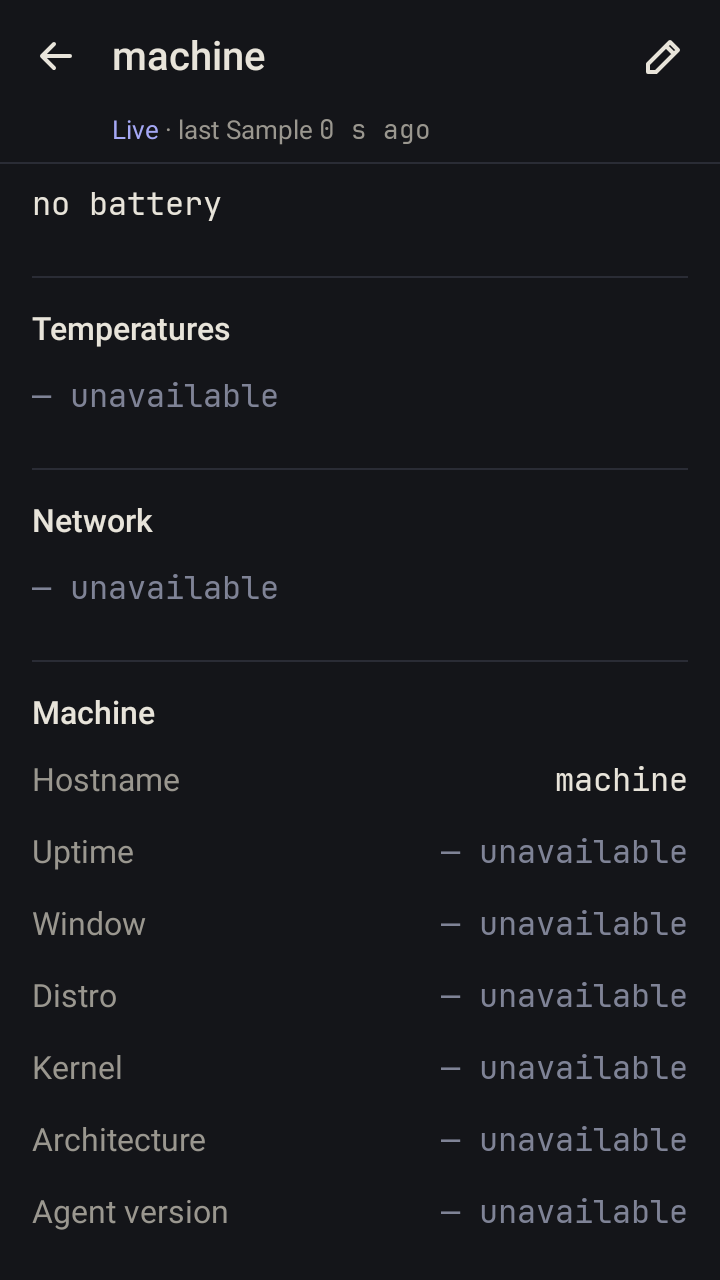 machine
Live · last Sample 0 s ago
no battery
Temperatures
— unavailable
Network
— unavailable
Machine
Hostname machine
Uptime — unavailable
Window — unavailable
Distro — unavailable
Kernel — unavailable
Architecture — unavailable
Agent version — unavailable